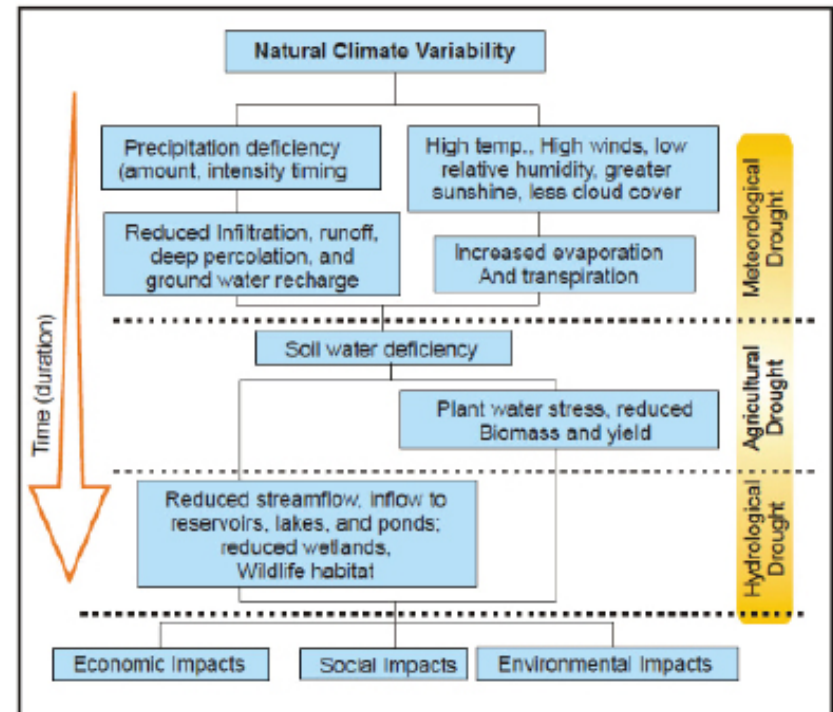 Natural Climate Variability
Precipitation deficiency
(amount, intensity timing
High temp., High winds, low
relative humidity, greater
sunshine, less cloud cover
Reduced Infiltration, runoff,
deep percolation, and
ground water recharge
Increased evaporation
And transpiration
Meteorological
Drought
Soil water deficiency
Plant water stress, reduced
Biomass and yield
Agricultural
Drought
Time (duration)
Reduced streamflow, inflow to
reservoirs, lakes, and ponds;
reduced wetlands,
Wildlife habitat
Hydrological
Drought
Economic Impacts
Social Impacts
Environmental Impacts